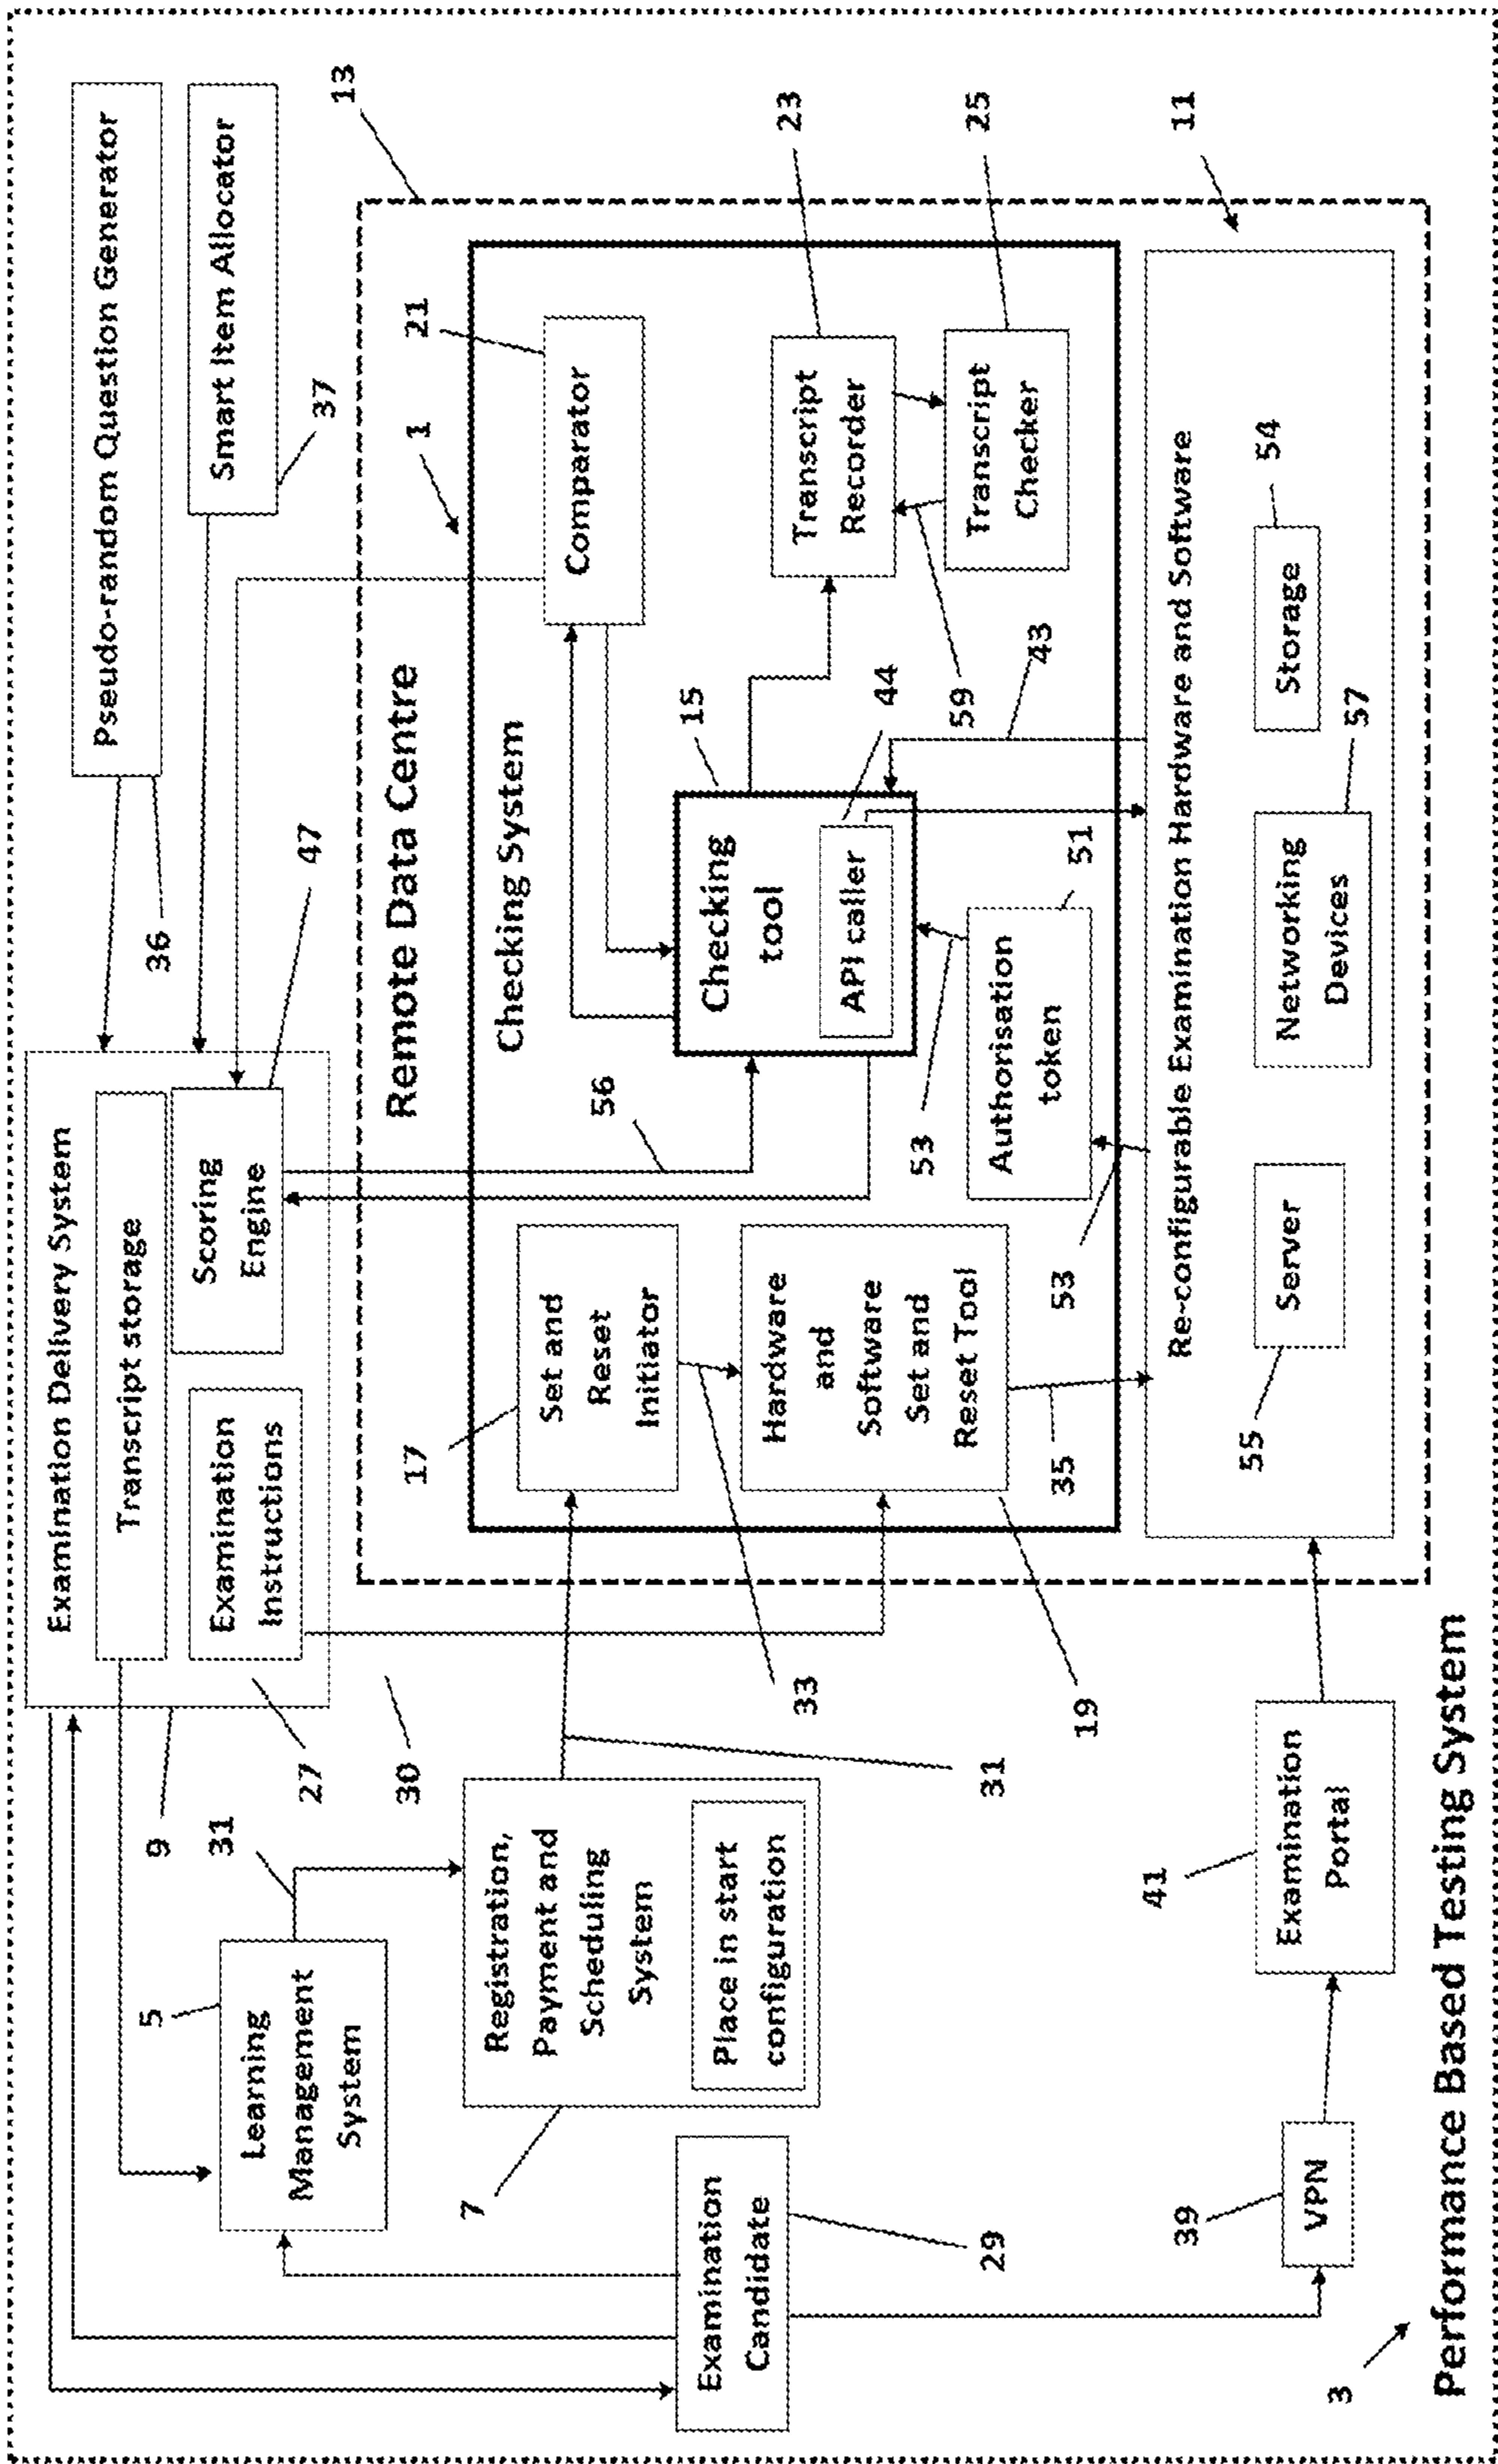 Pseudo-random Question Generator
36
Smart Item Allocator
37
13
Examination Delivery System
Transcript storage
Scoring
Engine
47
Examination
Instructions
9
27
30
Remote Data Centre
1
Checking System
Comparator
21
Checking
tool
15
API caller
44
56
Transcript
Recorder
23
Transcript
Checker
25
59
43
Set and
Reset
Initiator
17
33
Hardware
and
Software
Set and
Reset Tool
19
35
Authorisation
token
51
53
53
11
Re-configurable Examination Hardware and Software
Server
55
Networking
Devices
57
Storage
54
Learning
Management
System
5
31
Registration,
Payment and
Scheduling
System
Place in start
configuration
7
31
Examination
Candidate
29
VPN
39
Examination
Portal
41
3
Performance Based Testing System